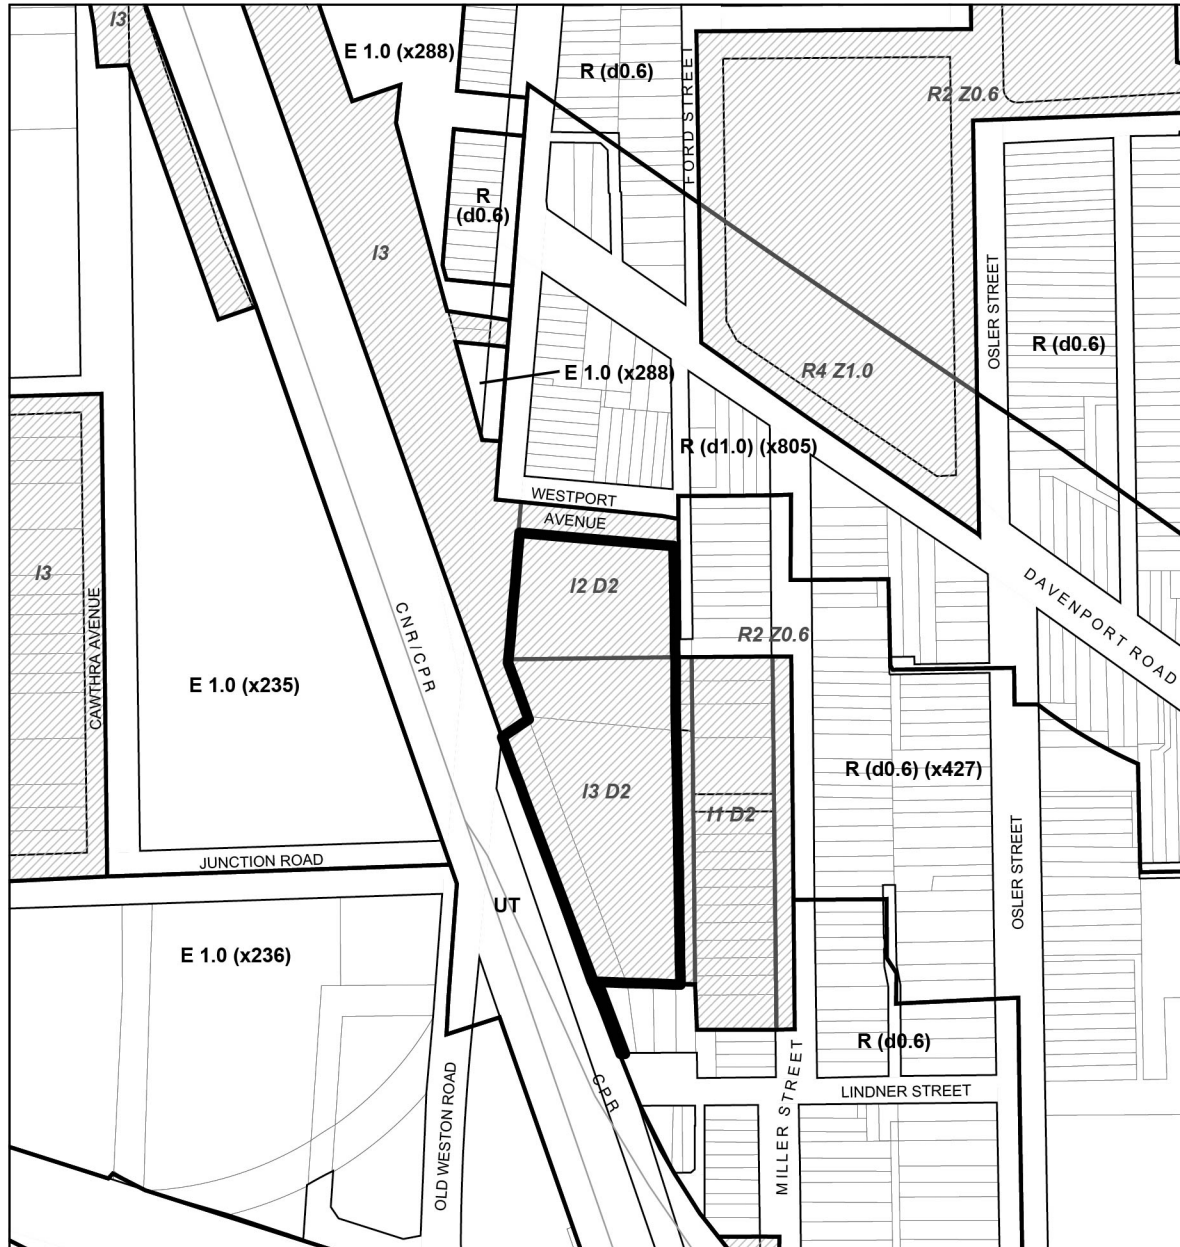 I3
E 1.0 (x288)
R (d0.6)
FORD STREET
R2 Z0.6
R
(d0.6)
I3
OSLER STREET
R (d0.6)
E 1.0 (x288)
R4 Z1.0
R (d1.0) (x805)
WESTPORT
AVENUE
I3
I2 D2
DAVENPORT ROAD
CAWTHRA AVENUE
CNR/CPR
R2 Z0.6
E 1.0 (x235)
R (d0.6) (x427)
I3 D2
I1 D2
JUNCTION ROAD
OSLER STREET
UT
E 1.0 (x236)
R (d0.6)
CPR
LINDNER STREET
MILLER STREET
OLD WESTON ROAD